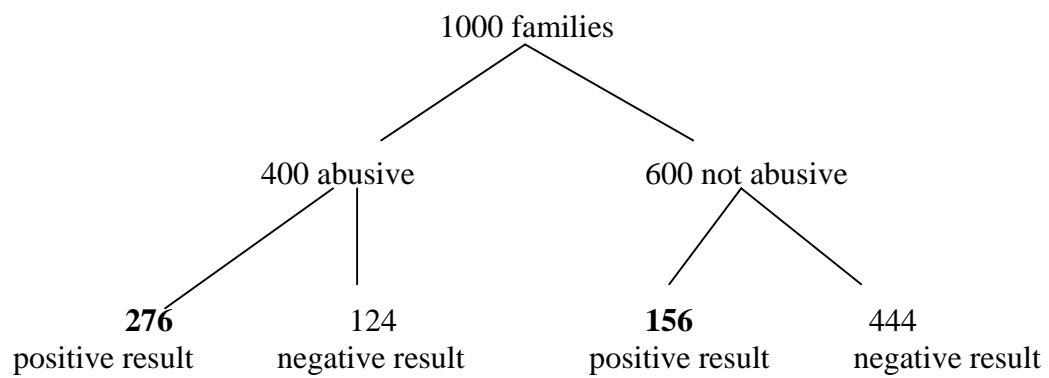 1000 families
400 abusive 600 not abusive
276 124 156 444
positive result negative result positive result negative result